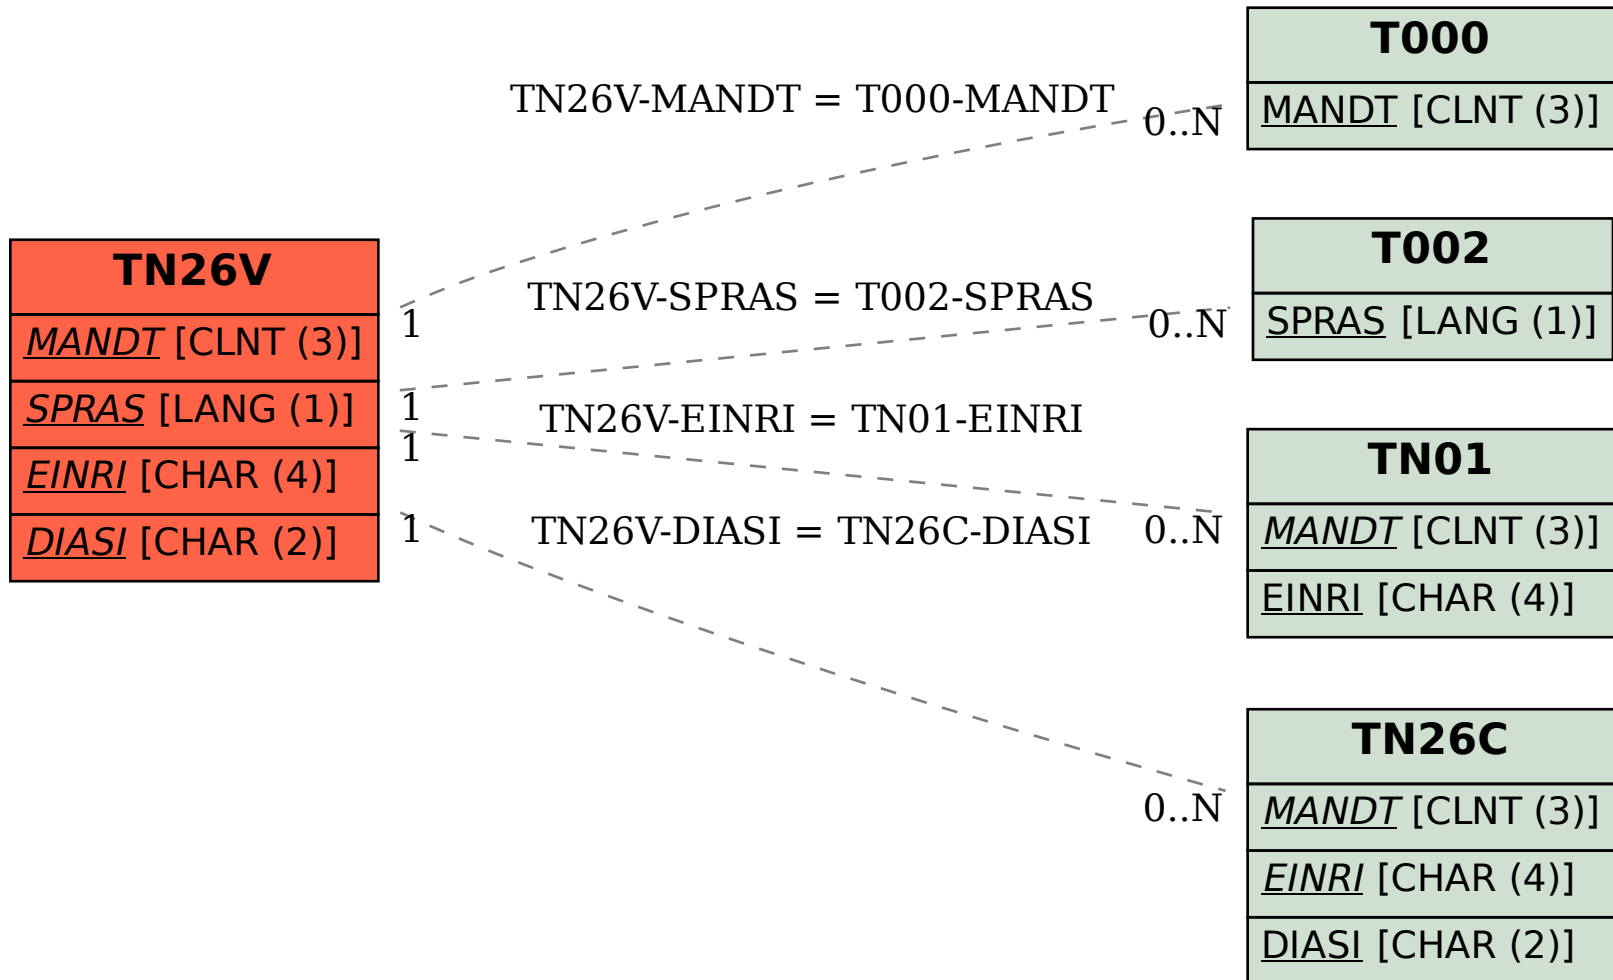 TN26V
MANDT [CLNT (3)]
SPRAS [LANG (1)]
EINRI [CHAR (4)]
DIASI [CHAR (2)]
TN26V-MANDT = T000-MANDT
1
0..N
TN26V-SPRAS = T002-SPRAS
1
0..N
TN26V-EINRI = TN01-EINRI
1
0..N
TN26V-DIASI = TN26C-DIASI
1
0..N
T000
MANDT [CLNT (3)]
T002
SPRAS [LANG (1)]
TN01
MANDT [CLNT (3)]
EINRI [CHAR (4)]
TN26C
MANDT [CLNT (3)]
EINRI [CHAR (4)]
DIASI [CHAR (2)]